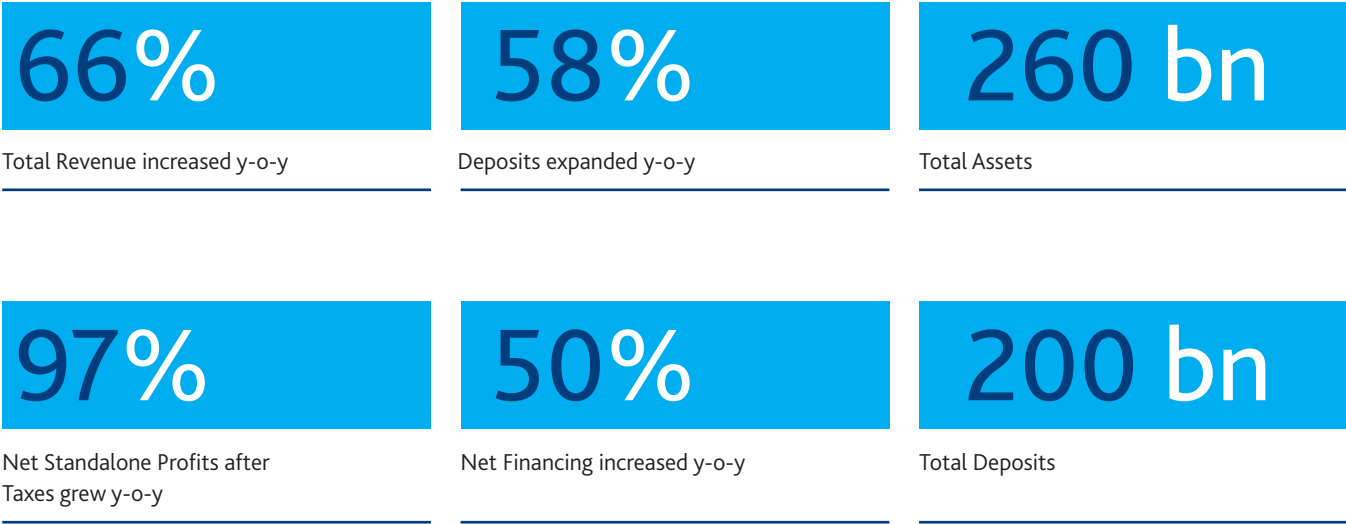 66%
Total Revenue increased y-o-y
58%
Deposits expanded y-o-y
260 bn
Total Assets
97%
Net Standalone Profits after
Taxes grew y-o-y
50%
Net Financing increased y-o-y
200 bn
Total Deposits